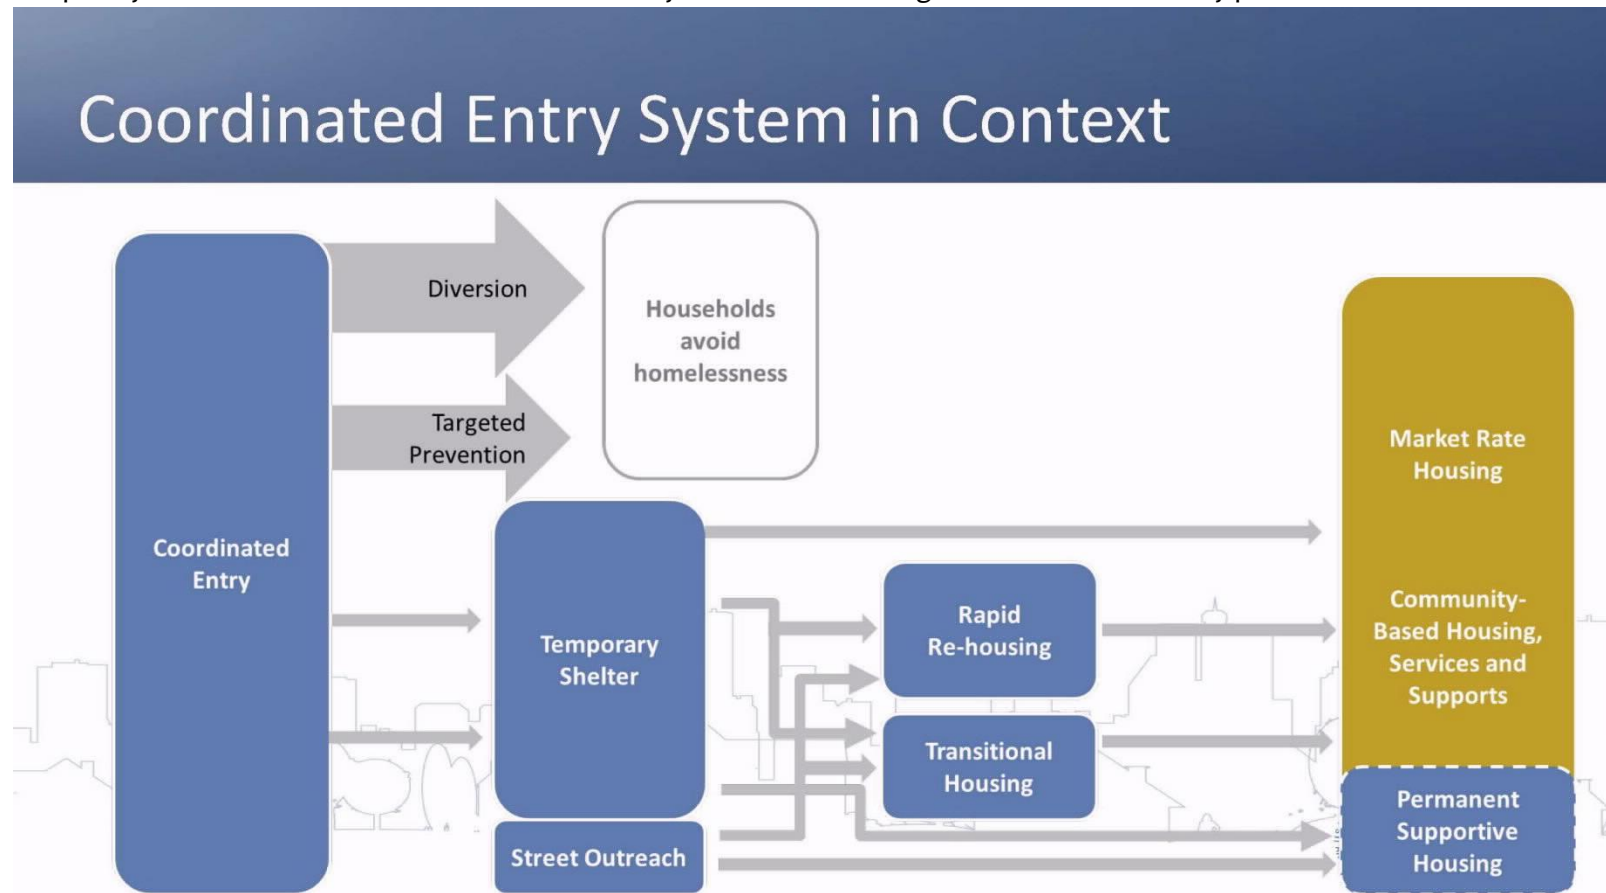 Coordinated Entry System in Context
Diversion
Households
avoid
homelessness
Targeted
Prevention
Coordinated
Entry
Temporary
Shelter
Street Outreach
Rapid
Re-housing
Transitional
Housing
Market Rate
Housing
Community-
Based Housing,
Services and
Supports
Permanent
Supportive
Housing